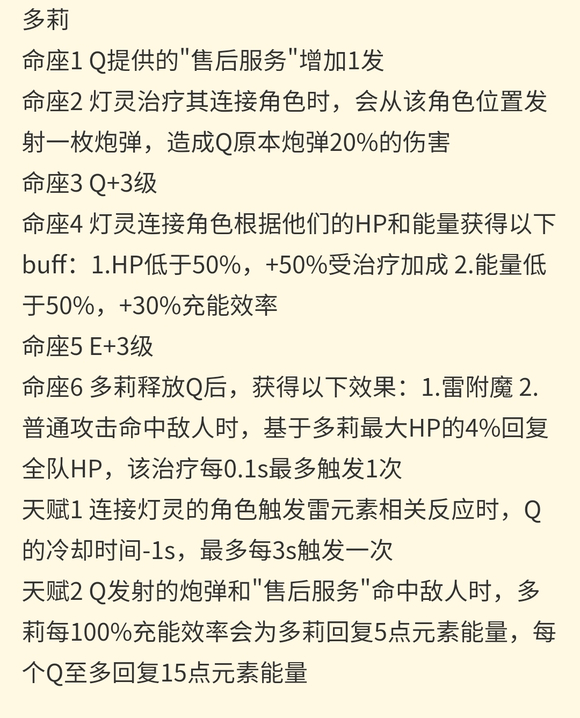 多莉
命座1 Q提供的"售后服务"增加1发
命座2 灯灵治疗其连接角色时，会从该角色位置发
射一枚炮弹，造成Q原本炮弹20%的伤害
命座3 Q+3级
命座4 灯灵连接角色根据他们的HP和能量获得以下
buff：1.HP低于50%，+50%受治疗加成 2.能量低
于50%，+30%充能效率
命座5 E+3级
命座6 多莉释放Q后，获得以下效果：1.雷附魔 2.
普通攻击命中敌人时，基于多莉最大HP的4%回复
全队HP，该治疗每0.1s最多触发1次
天赋1 连接灯灵的角色触发雷元素相关反应时，Q
的冷却时间-1s，最多每3s触发一次
天赋2 Q发射的炮弹和"售后服务"命中敌人时，多
莉每100%充能效率会为多莉回复5点元素能量，每
个Q至多回复15点元素能量